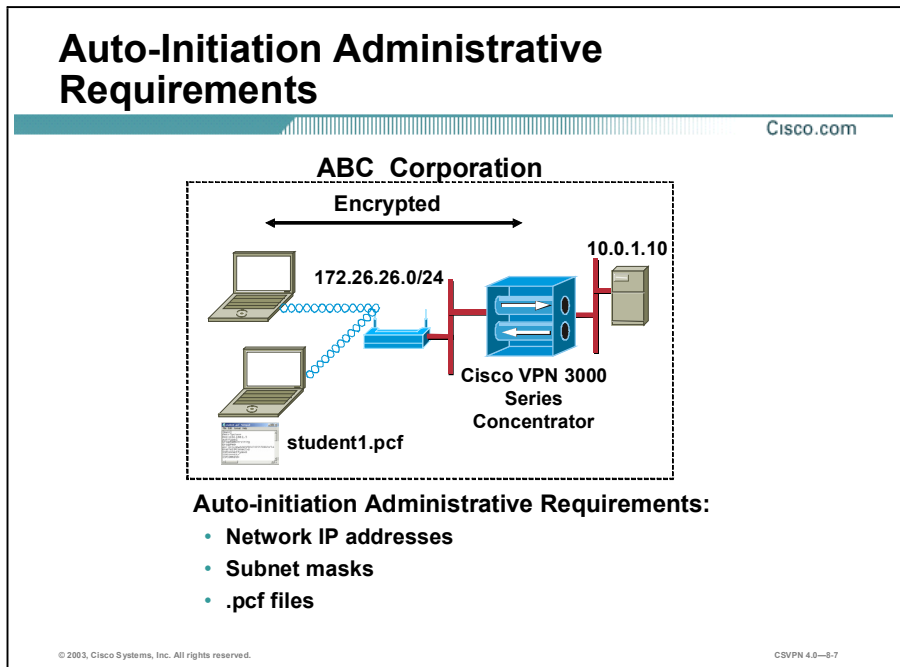 Auto-Initiation Administrative
Requirements
Cisco.com
ABC Corporation
Encrypted
10.0.1.10
172.26.26.0/24
Cisco VPN 3000
Series
Concentrator
student1.pcf
Auto-initiation Administrative Requirements:
• Network IP addresses
• Subnet masks
• .pcf files
© 2003, Cisco Systems, Inc. All rights reserved.
CSVPN 4.0—8-7